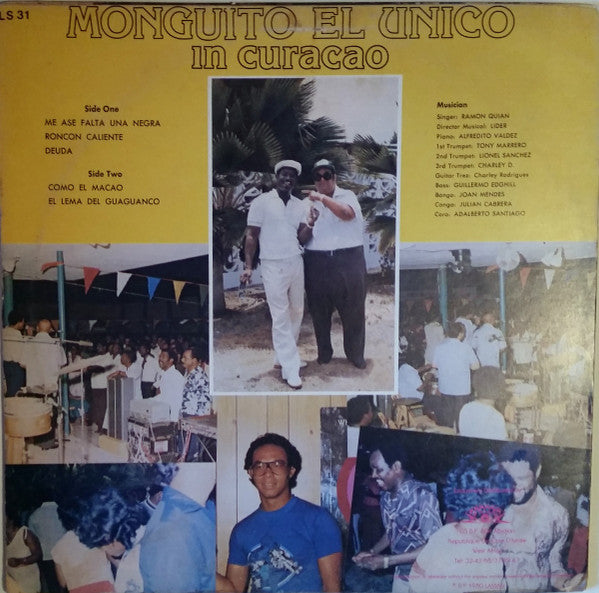 LS 31
MONGUITO EL UNICO
in curacao
Side One
ME ASE FALTA UNA NEGRA
RONCON CALIENTE
DEUDA
Side Two
COMO EL MACAO
EL LEMA DEL GUAGUANCO
Musician
Singer: RAMON QUIAN
Director Musical: LIDER
Piano: ALFREDITO VALDEZ
1st Trumpet: TONY MARRERO
2nd Trumpet: LIONEL SANCHEZ
3rd Trumpet: CHARLEY D.
Guitar Tres: Charley Rodrigues
Bass: GUILLERMO EDGHILL
Bongo: JOAN MENDES
Conga: JULIAN CABRERA
Coro: ADALBERTO SANTIAGO